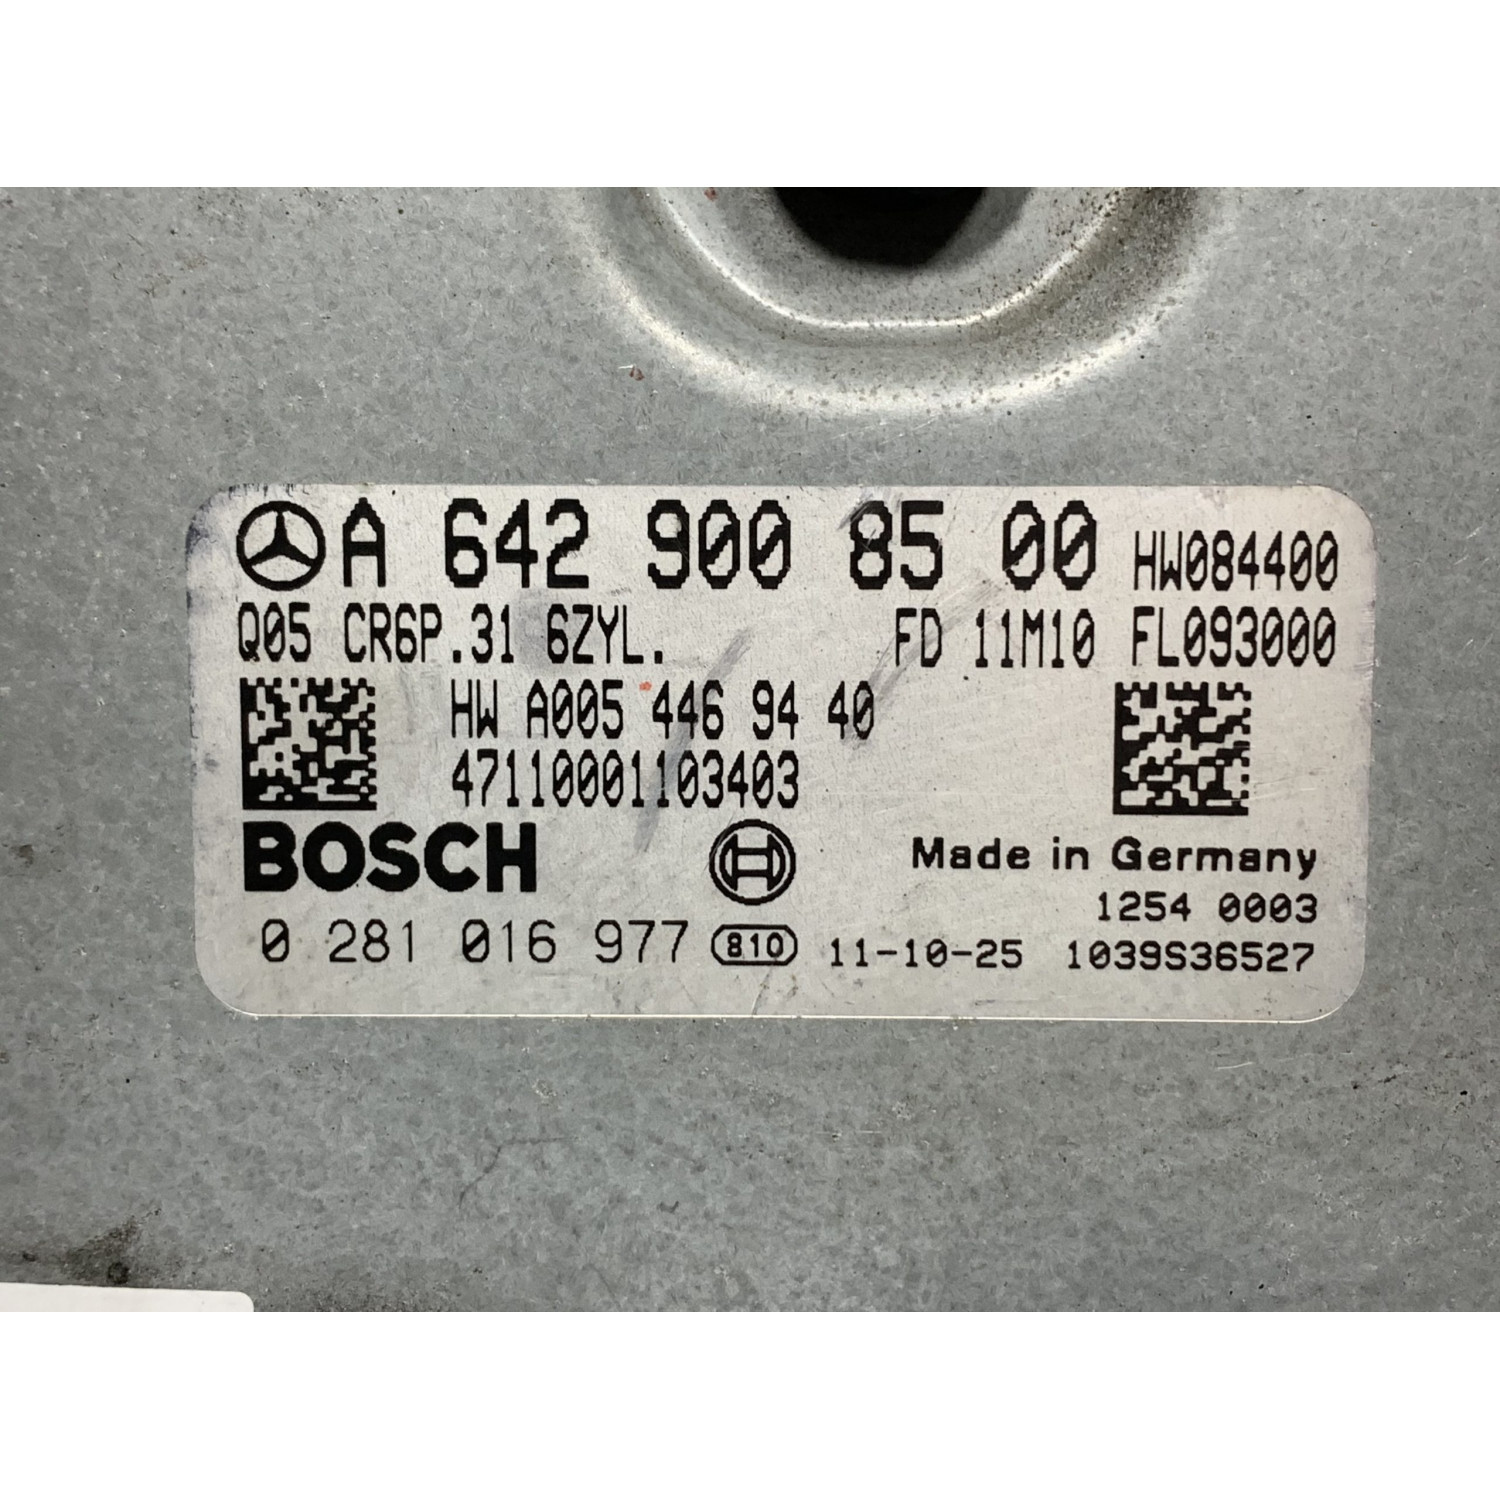 A 642 900 85 00 HW084400
Q05 CR6P.31 6ZYL. FD 11M10 FL093000
HW A005 446 94 40
47110001103403
BOSCH
Made in Germany
1254 0003
0 281 016 977 810 11-10-25 1039S36527